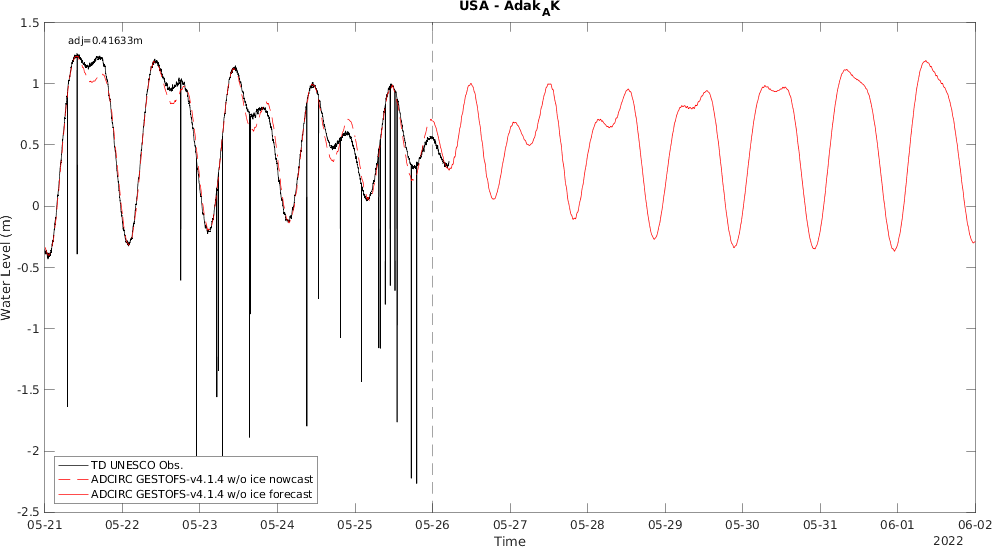 USA - Adak_AK
adj=0.41633m
1.5
1
0.5
0
-0.5
-1
-1.5
-2
-2.5
Water Level (m)
TD UNESCO Obs.
ADCIRC GESTOFS-v4.1.4 w/o ice nowcast
ADCIRC GESTOFS-v4.1.4 w/o ice forecast
05-21 05-22 05-23 05-24 05-25 05-26 05-27 05-28 05-29 05-30 05-31 06-01 06-02
Time
2022